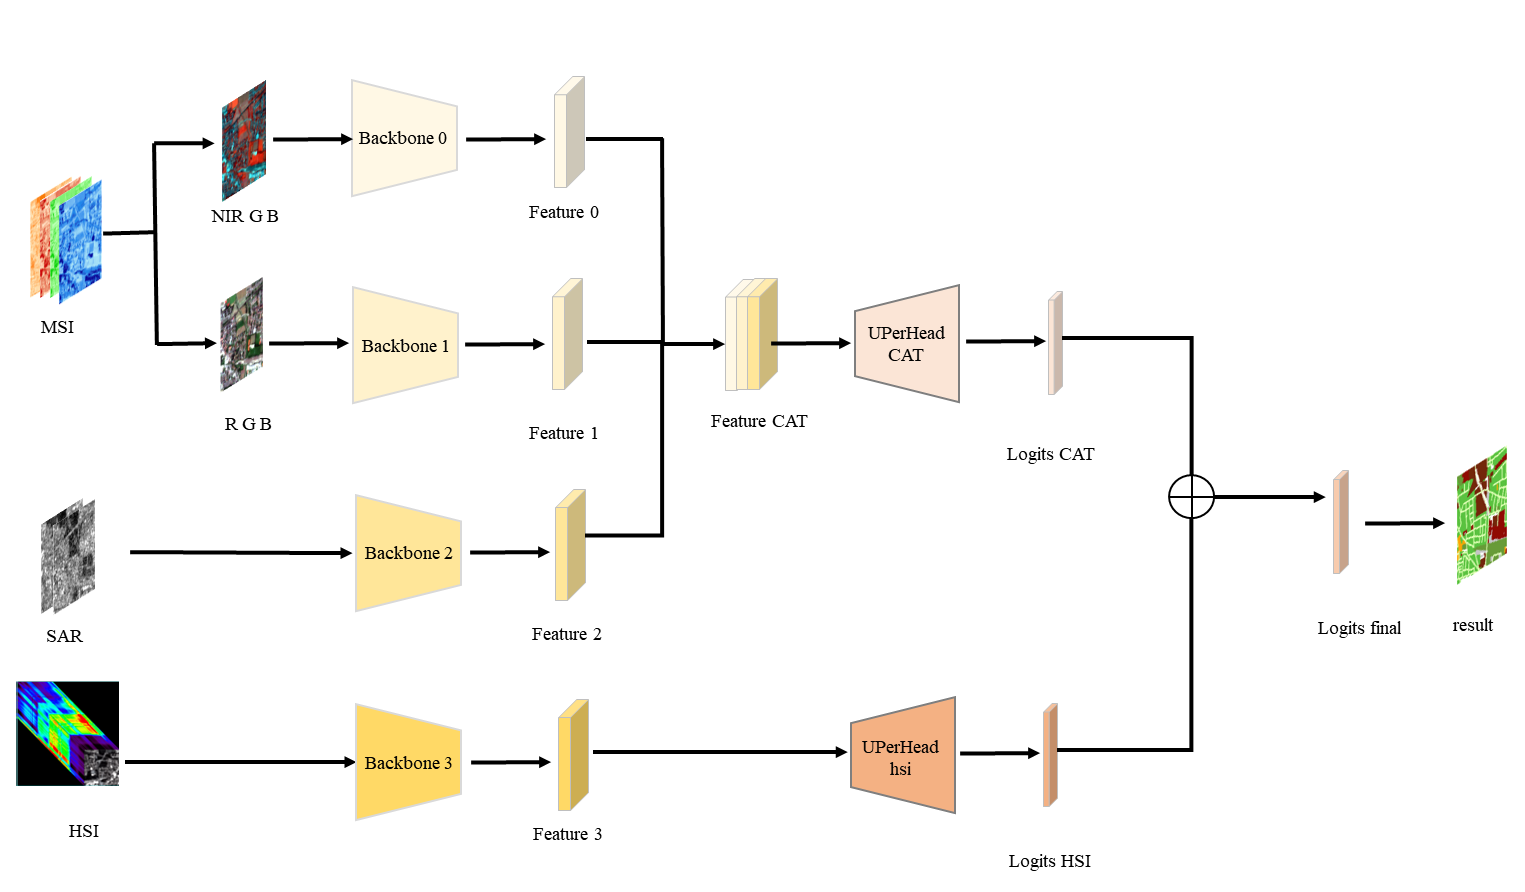 Backbone 0
NIR G B
Feature 0
MSI
Backbone 1
UPerHead
CAT
R G B
Feature 1
Feature CAT
Logits CAT
Backbone 2
SAR
Feature 2
Logits final
result
Backbone 3
UPerHead
hsi
HSI
Feature 3
Logits HSI